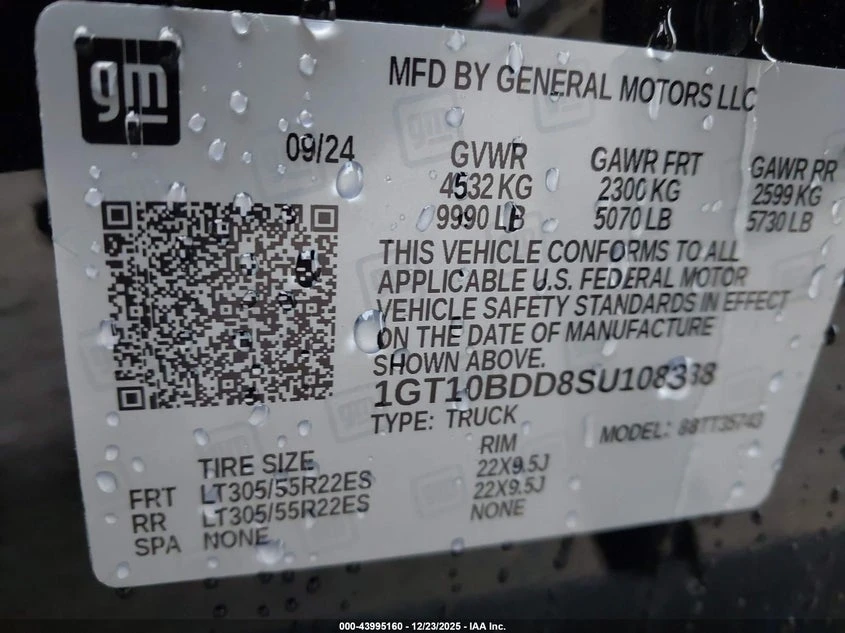 gm
MFD BY GENERAL MOTORS LLC
09/24
GVWR GAWR FRT GAWR RR
4532 KG 2300 KG 2599 KG
9990 LB 5070 LB 5730 LB
THIS VEHICLE CONFORMS TO ALL
APPLICABLE U.S. FEDERAL MOTOR
VEHICLE SAFETY STANDARDS IN EFFECT
ON THE DATE OF MANUFACTURE
SHOWN ABOVE.
TYPE: TRUCK
MODEL:
TIRE SIZE RIM
FRT LT305/55R22ES 22X9.5J
RR LT305/55R22ES 22X9.5J
SPA NONE NONE
000-43995160 - 12/23/2025 - IAA Inc.